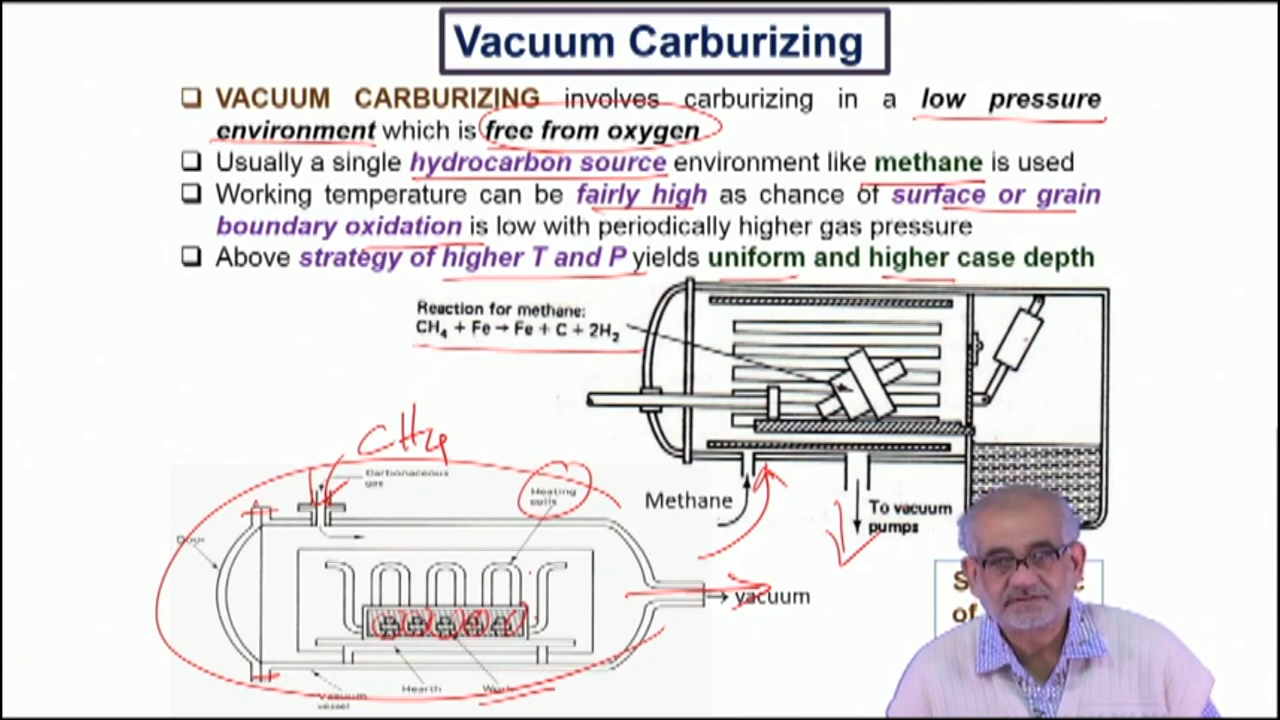 Vacuum Carburizing
❑ VACUUM CARBURIZING involves carburizing in a low pressure
environment which is free from oxygen
❑ Usually a single hydrocarbon source environment like methane is used
❑ Working temperature can be fairly high as chance of surface or grain
boundary oxidation is low with periodically higher gas pressure
❑ Above strategy of higher T and P yields uniform and higher case depth
Reaction for methane:
CH₄ + Fe → Fe + C + 2H₂
CH4
Carbonaceous
gas
Heating
coils
Methane
To vacuum
pumps
Door
→ vacuum
Hearth
Work
Vacuum
vessel
of